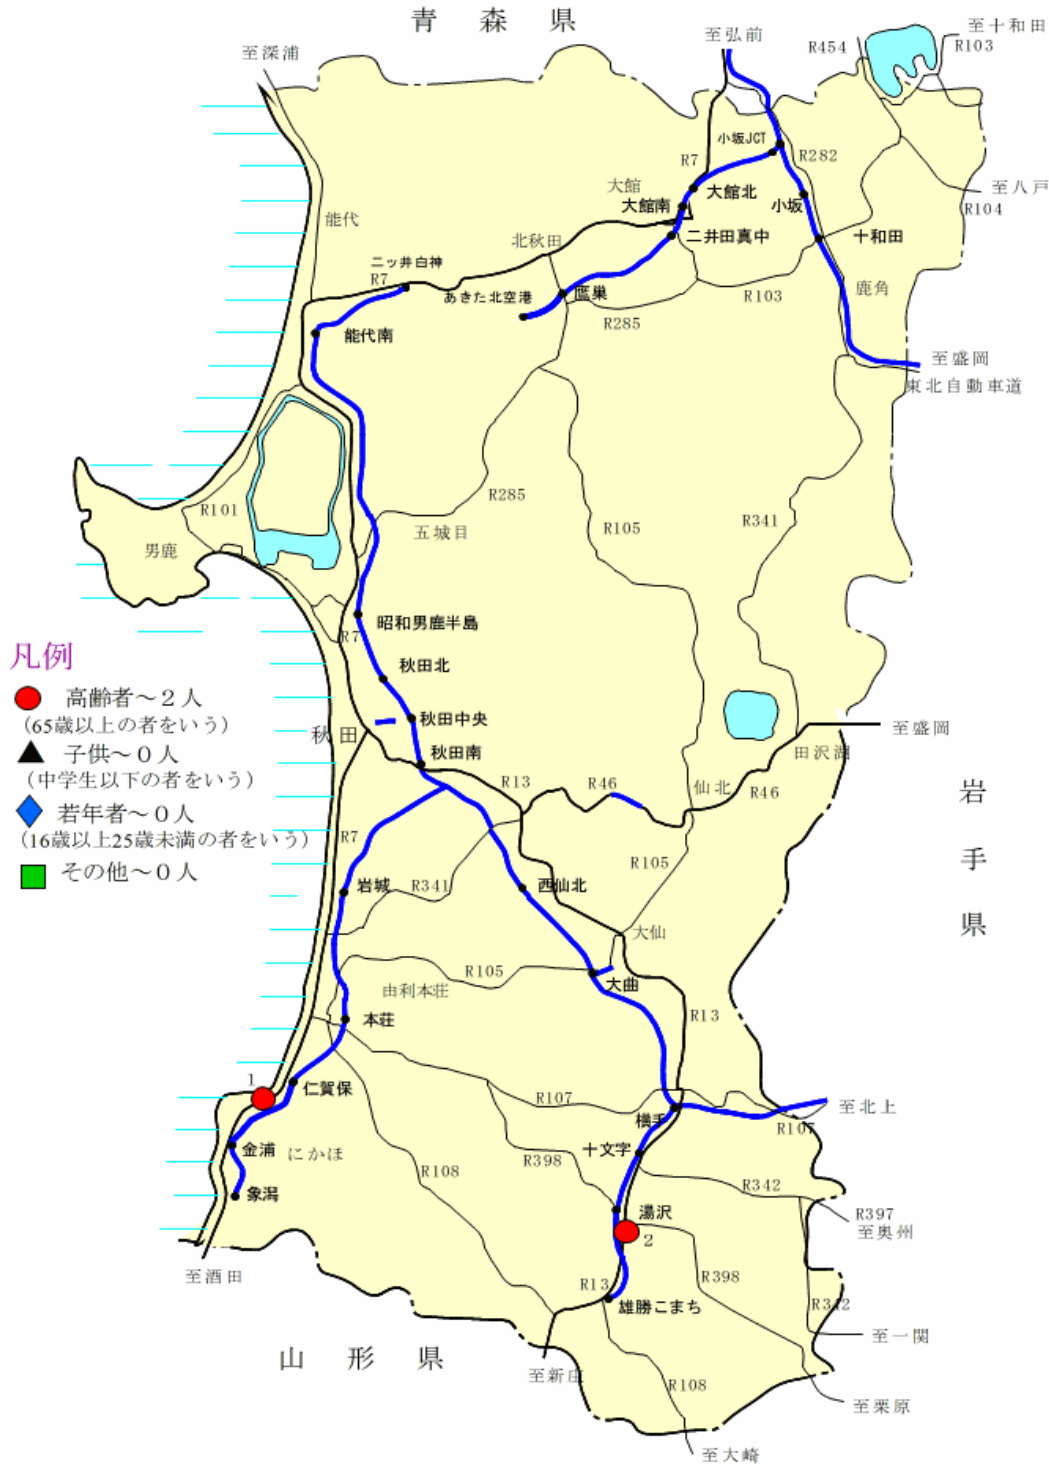 青森県
至深浦
至弘前
至十和田
R454
R103
小坂JCT
R282
R7
大館
大館北
大館南
小坂
至八戸
R104
能代
北秋田
二井田真中
十和田
二ッ井白神
R7
あきた北空港
鷹巣
R103
鹿角
R285
能代南
至盛岡
東北自動車道
R285
R101
R105
R341
五城目
男鹿
昭和男鹿半島
R7
凡例
秋田北
高齢者～2人
(65歳以上の者をいう)
秋田中央
秋田
至盛岡
子供～0人
秋田南
田沢湖
(中学生以下の者をいう)
R13
R46
仙北
R46
岩手県
若年者～0人
(16歳以上25歳未満の者をいう)
R7
R105
その他～0人
岩城
R341
西仙北
大仙
R105
大曲
由利本荘
本荘
R13
1
仁賀保
R107
横手
至北上
R107
金浦
にかほ
十文字
R398
R108
R342
象潟
湯沢
R397
至奥州
2
至酒田
R13
R398
雄勝こまち
R342
至一関
山形県
至新庄
R108
至栗原
至大崎